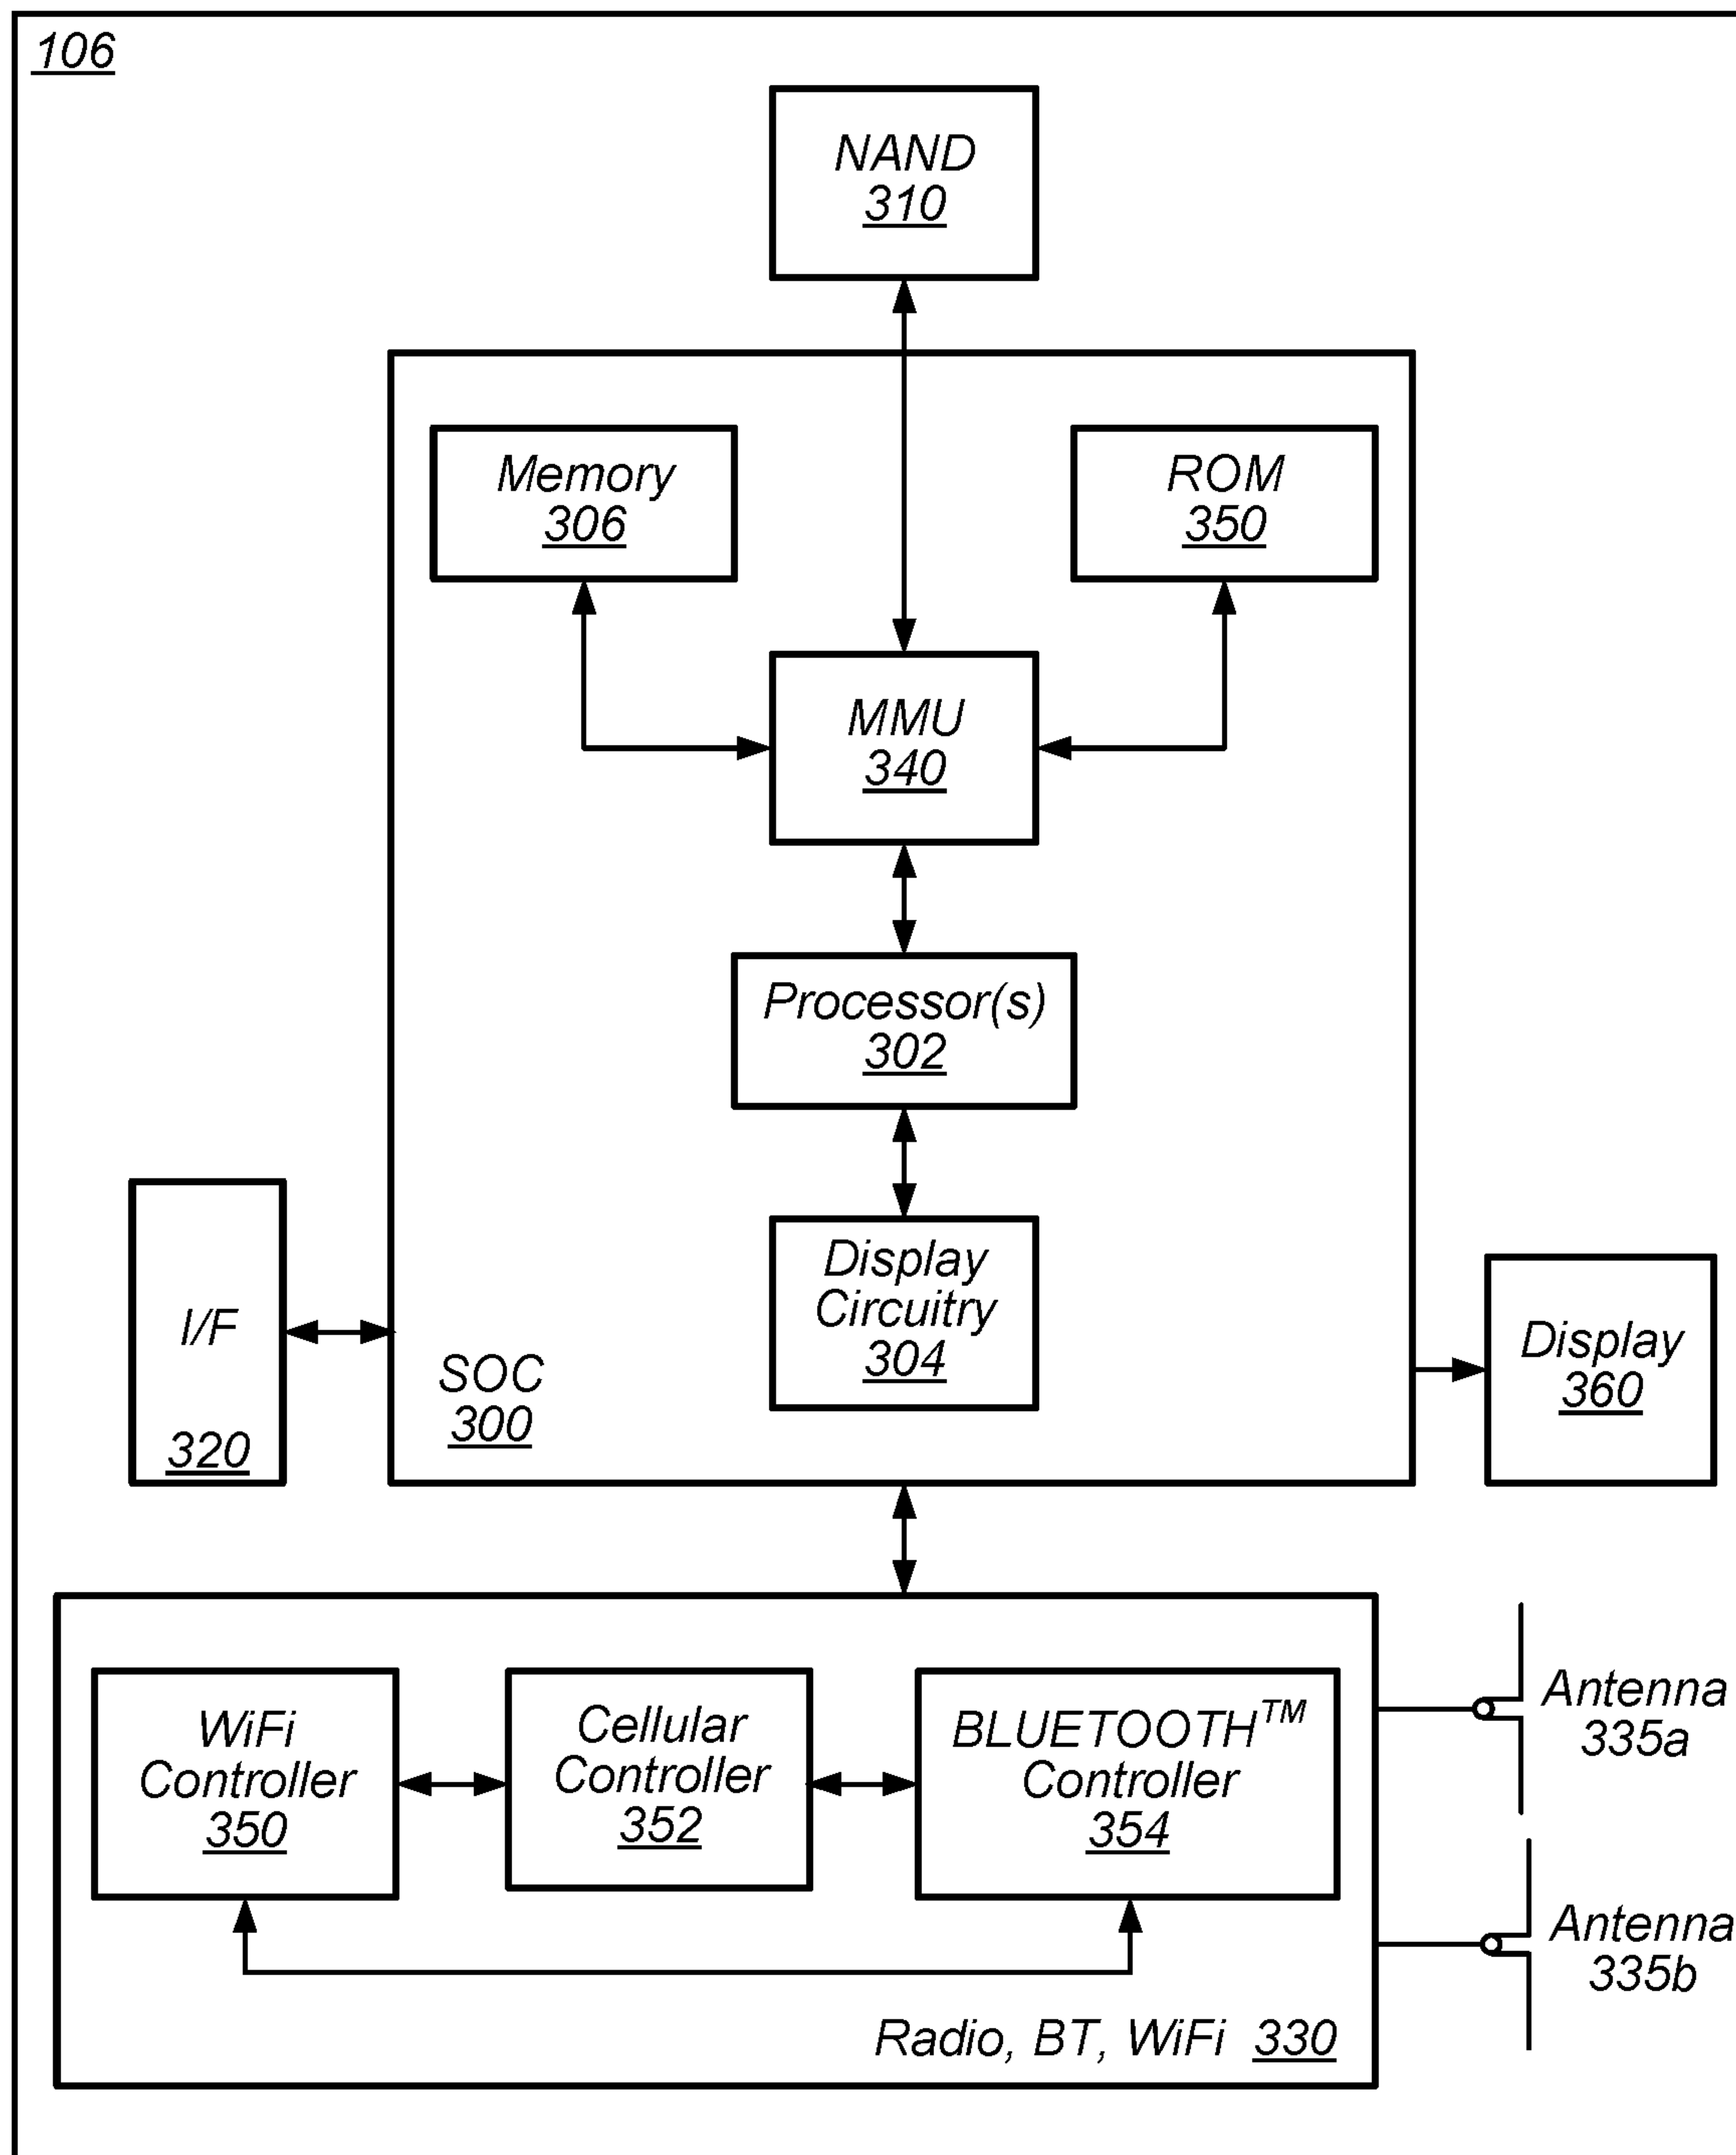 106
NAND
310
Memory
306
ROM
350
MMU
340
Processor(s)
302
Display
Circuitry
304
I/F
320
SOC
300
Display
360
WiFi
Controller
350
Cellular
Controller
352
BLUETOOTH™
Controller
354
Antenna
335a
Antenna
335b
Radio, BT, WiFi 330